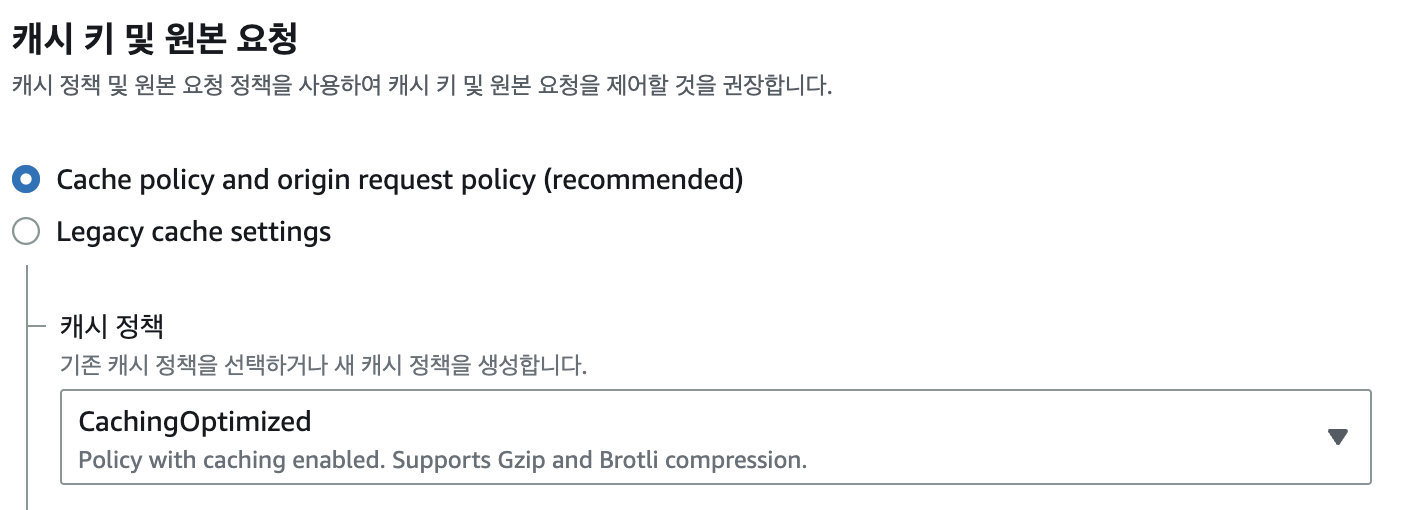 캐시 키 및 원본 요청
캐시 정책 및 원본 요청 정책을 사용하여 캐시 키 및 원본 요청을 제어할 것을 권장합니다.
Cache policy and origin request policy (recommended)
Legacy cache settings
캐시 정책
기존 캐시 정책을 선택하거나 새 캐시 정책을 생성합니다.
CachingOptimized
Policy with caching enabled. Supports Gzip and Brotli compression.